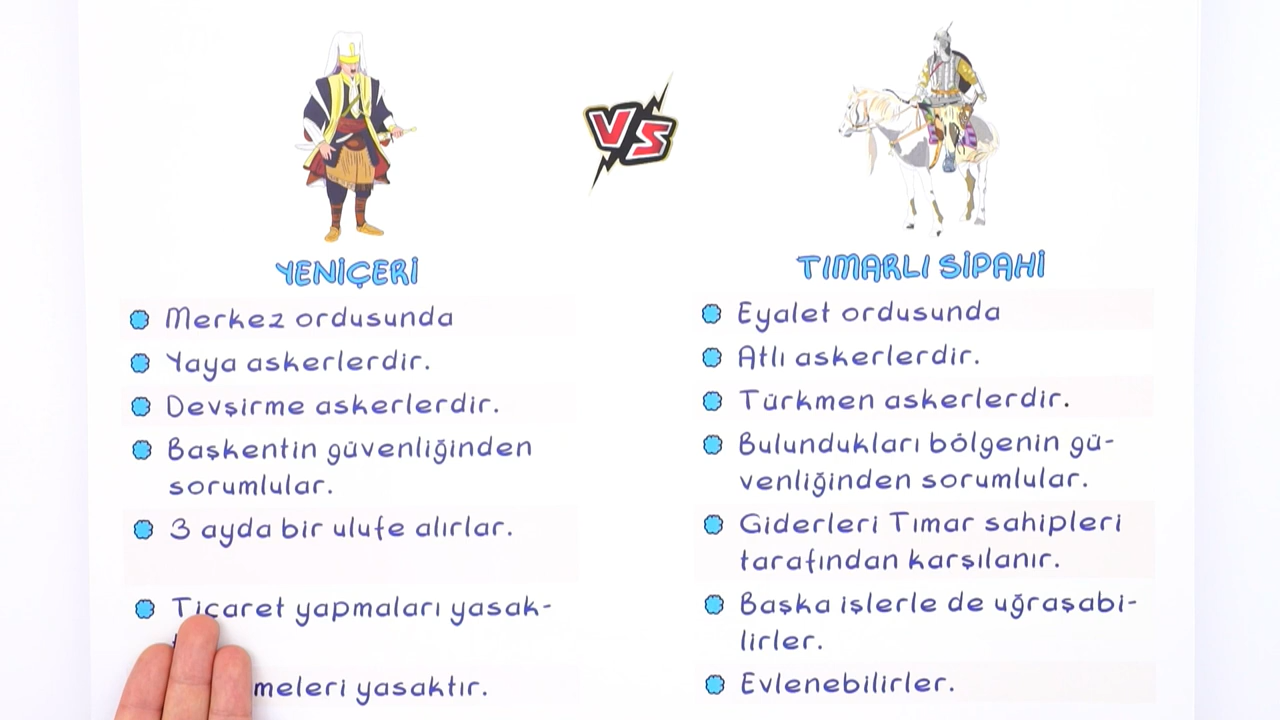 VS
YENİÇERİ
Merkez ordusunda
Yaya askerlerdir.
Devşirme askerlerdir.
Başkentin güvenliğinden
sorumlular.
3 ayda bir ulufe alırlar.
Ticaret yapmaları yasak-
meleri yasaktır.
TIMARLI SİPAHİ
Eyalet ordusunda
Atlı askerlerdir.
Türkmen askerlerdir.
Bulundukları bölgenin gü-
venliğinden sorumlular.
Giderleri Tımar sahipleri
tarafından karşılanır.
Başka işlerle de uğraşabi-
lirler.
Evlenebilirler.